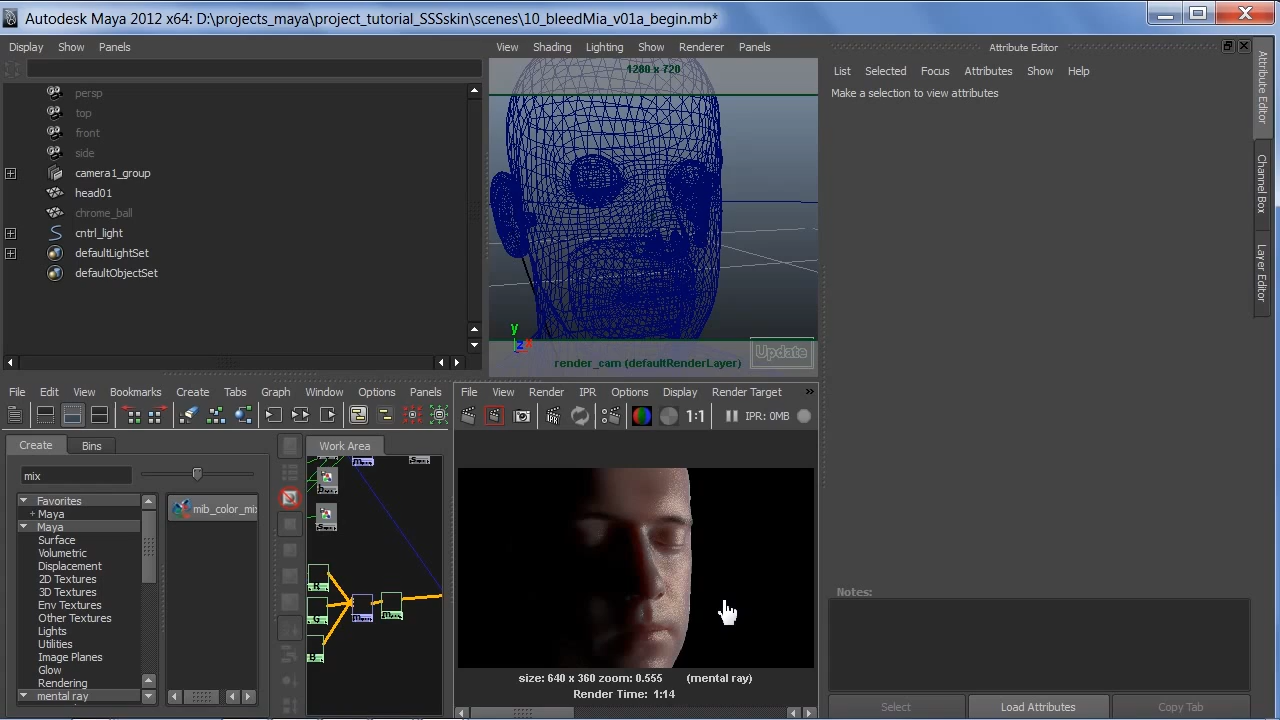 Autodesk Maya 2012 x64: D:\projects_maya\project_tutorial_SSSskin\scenes\10_bleedMia_v01a_begin.mb*
Display Show Panels
persp
top
front
side
camera1_group
head01
chrome_ball
cntrl_light
defaultLightSet
defaultObjectSet
View Shading Lighting Show Renderer Panels
1280 x 720
y
z
render_cam (defaultRenderLayer)
Update
Attribute Editor
List Selected Focus Attributes Show Help
Make a selection to view attributes
Notes:
Select Load Attributes Copy Tab
Attribute Editor
Channel Box
Layer Editor
File Edit View Bookmarks Create Tabs Graph Window Options Panels
Create Bins
mix
Favorites
+ Maya
Maya
Surface
Volumetric
Displacement
2D Textures
3D Textures
Env Textures
Other Textures
Lights
Utilities
Image Planes
Glow
Rendering
mental ray
mib_color_mi
Work Area
R
G
B
File View Render IPR Options Display Render Target »
IPR
1:1
IPR: 0MB
size: 640 x 360 zoom: 0.555 (mental ray)
Render Time: 1:14